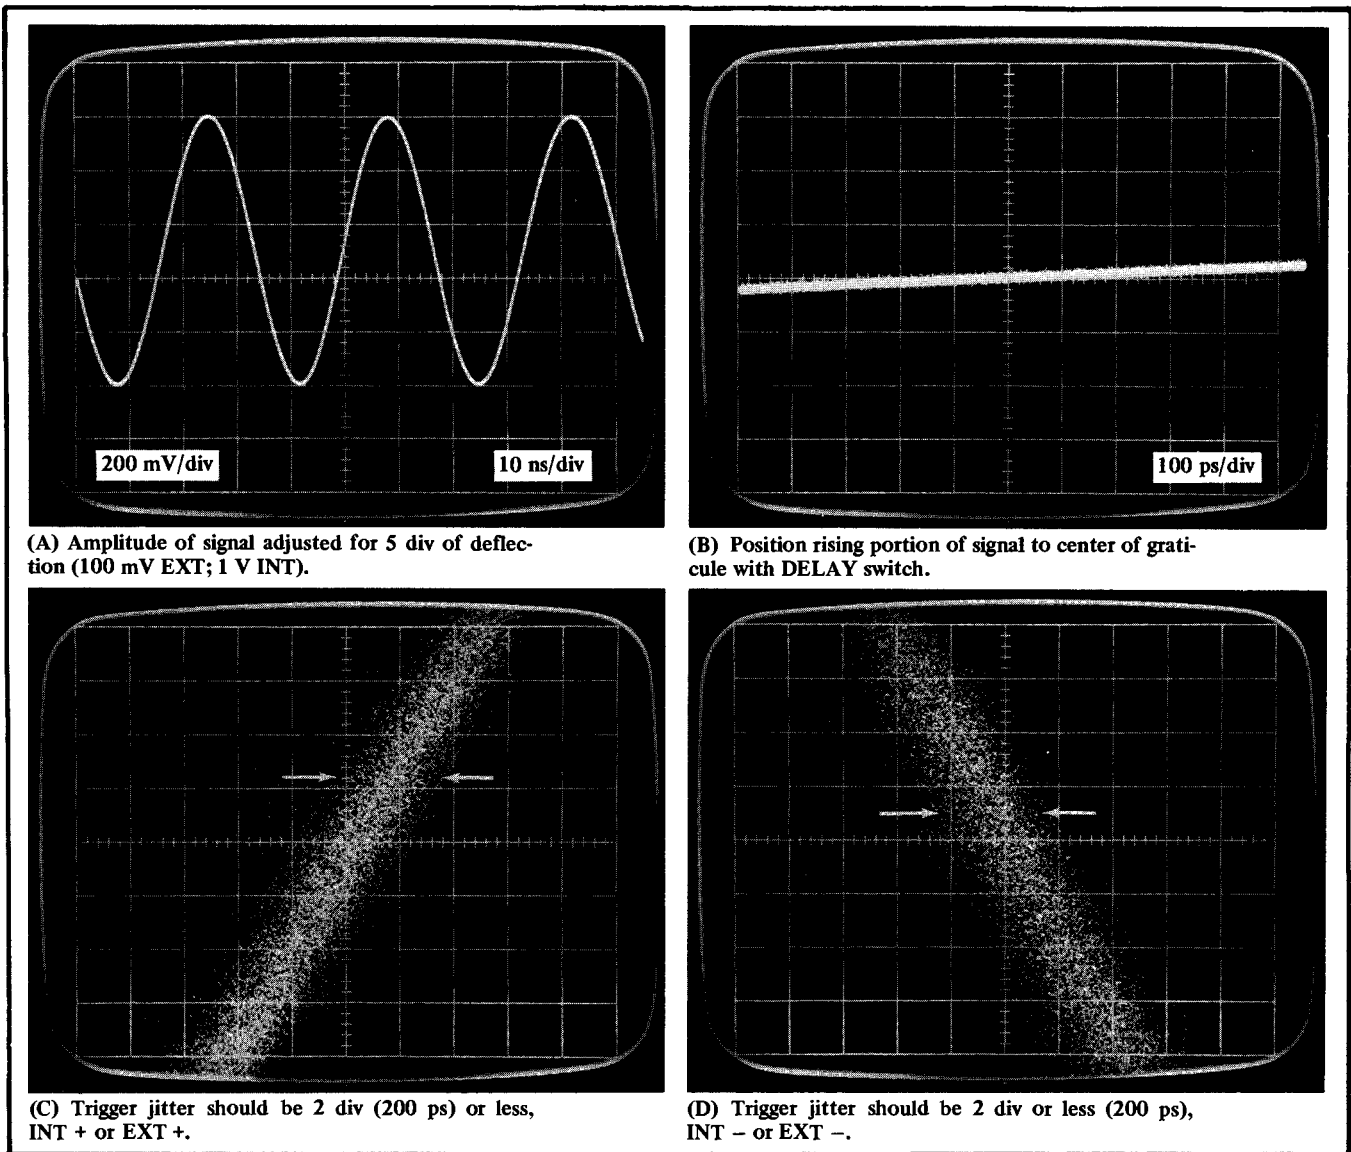 200 mV/div
10 ns/div
100 ps/div
(A) Amplitude of signal adjusted for 5 div of deflec-
tion (100 mV EXT; 1 V INT).
(B) Position rising portion of signal to center of grati-
cule with DELAY switch.
(C) Trigger jitter should be 2 div (200 ps) or less,
INT + or EXT +.
(D) Trigger jitter should be 2 div or less (200 ps),
INT − or EXT −.